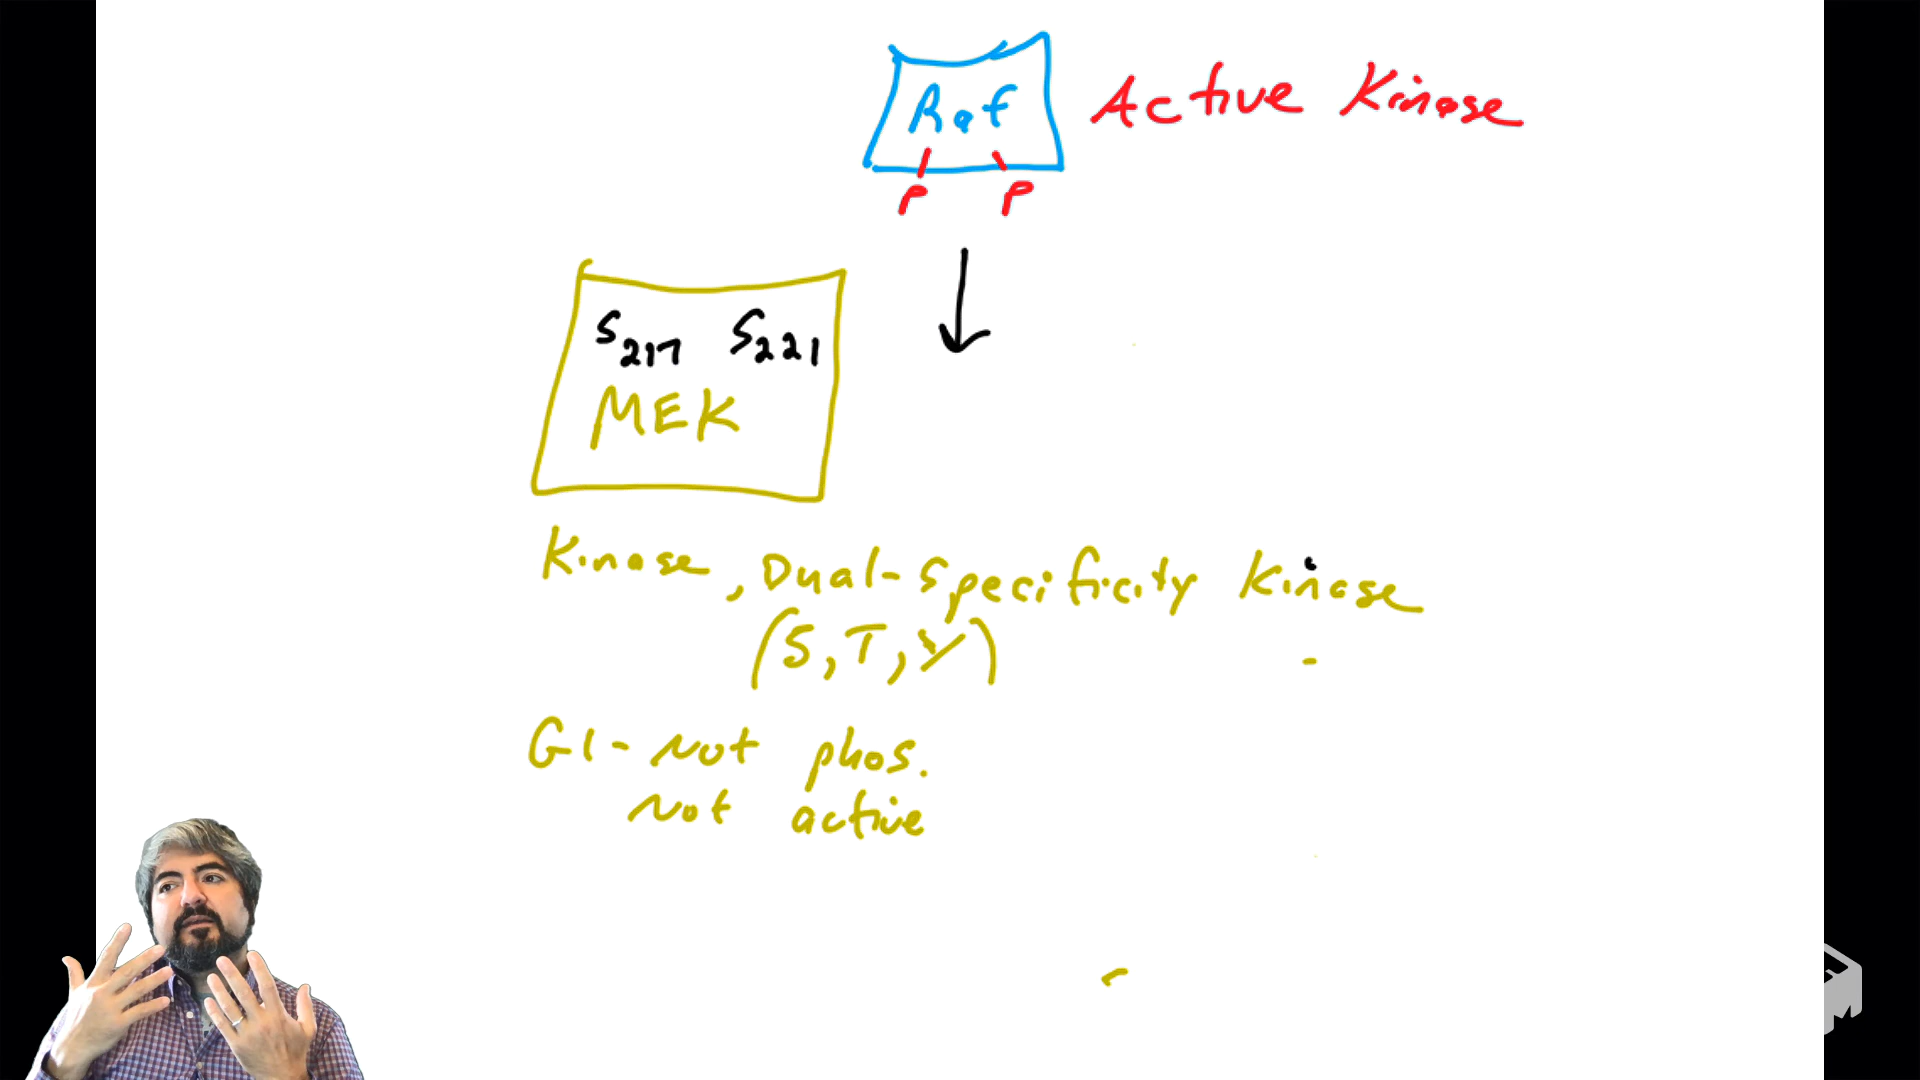 Raf Active Kinase
P P
S217 S221
MEK
Kinase, Dual-Specificity Kinase
(S, T, Y)
G1- Not phos.
Not active